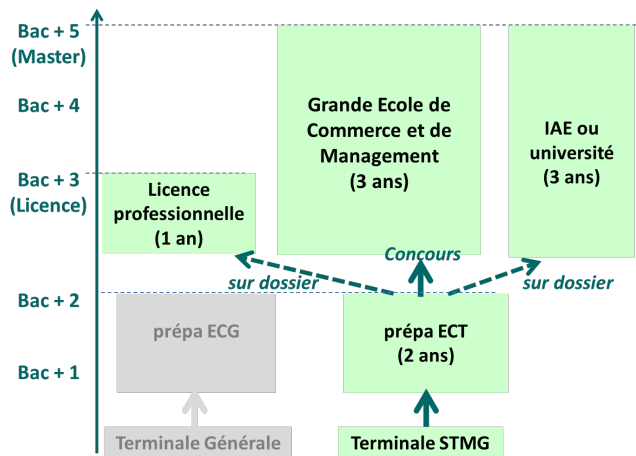 Bac + 5
(Master)
Bac + 4
Bac + 3
(Licence)
Bac + 2
Bac + 1
Grande Ecole de
Commerce et de
Management
(3 ans)
IAE ou
université
(3 ans)
Licence
professionnelle
(1 an)
Concours
sur dossier
sur dossier
prépa ECG
prépa ECT
(2 ans)
Terminale Générale
Terminale STMG